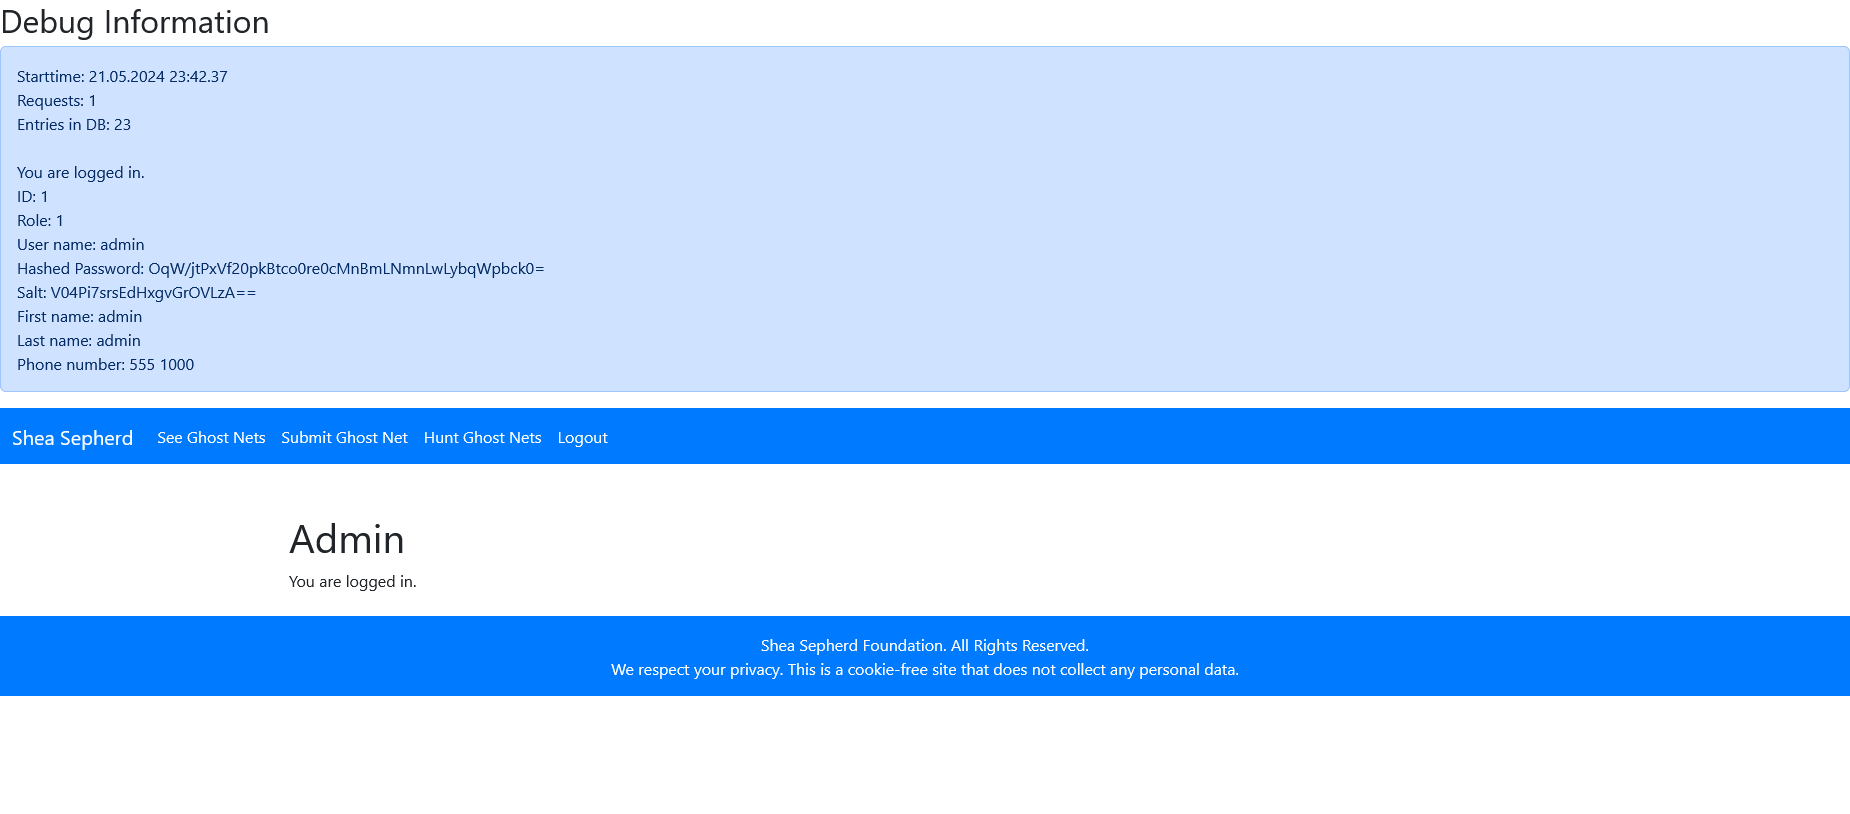 Debug Information
Starttime: 21.05.2024 23:42.37
Requests: 1
Entries in DB: 23
You are logged in.
ID: 1
Role: 1
User name: admin
Hashed Password: OqW/jtPxVf20pkBtco0re0cMnBmLNmnLwLybqWpbck0=
Salt: V04Pi7srsEdHxgvGrOVLzA==
First name: admin
Last name: admin
Phone number: 555 1000
Shea Sepherd See Ghost Nets Submit Ghost Net Hunt Ghost Nets Logout
Admin
You are logged in.
Shea Sepherd Foundation. All Rights Reserved.
We respect your privacy. This is a cookie-free site that does not collect any personal data.